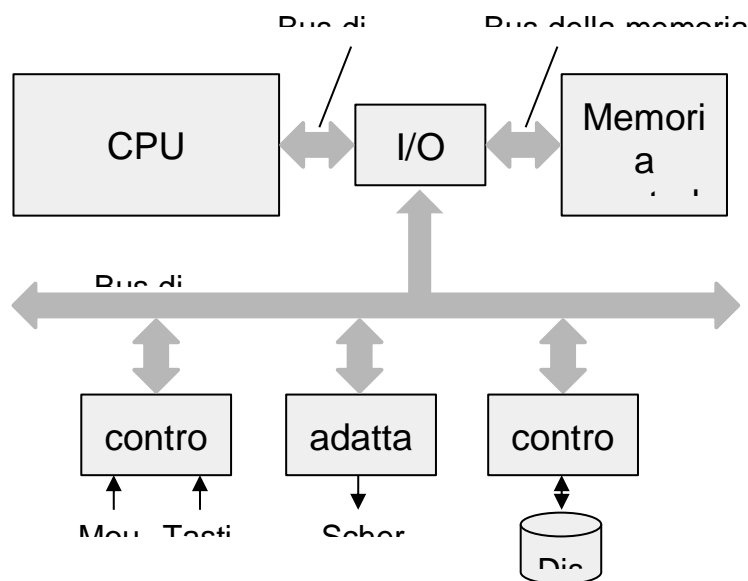 Bus di
Bus della memoria
CPU
I/O
Memori
a
Bus di
contro
adatta
contro
Mou
Tasti
Scher
Dis